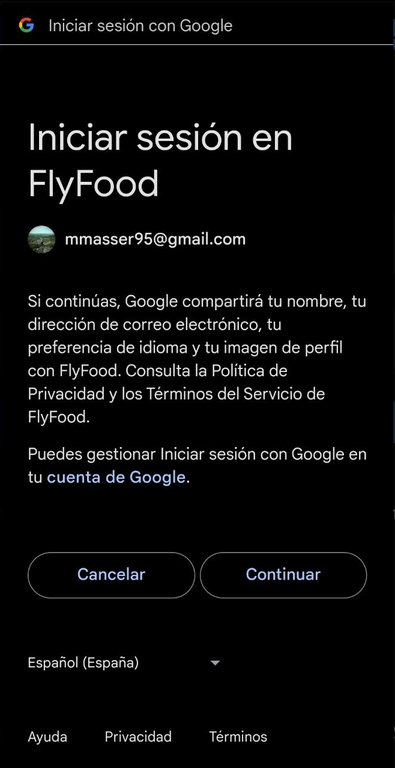 Iniciar sesión con Google
Iniciar sesión en
FlyFood
mmasser95@gmail.com
Si continúas, Google compartirá tu nombre, tu
dirección de correo electrónico, tu
preferencia de idioma y tu imagen de perfil
con FlyFood. Consulta la Política de
Privacidad y los Términos del Servicio de
FlyFood.
Puedes gestionar Iniciar sesión con Google en
tu cuenta de Google.
Cancelar
Continuar
Español (España)
Ayuda Privacidad Términos